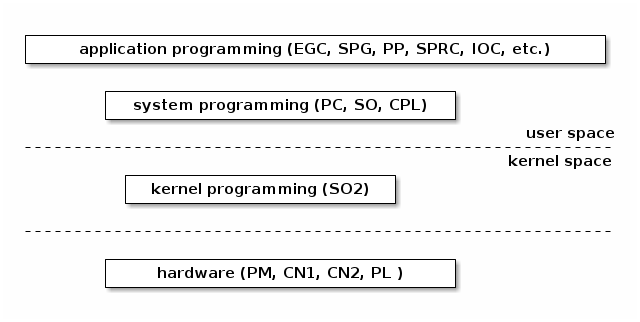 application programming (EGC, SPG, PP, SPRC, IOC, etc.)
system programming (PC, SO, CPL)
user space
kernel space
kernel programming (SO2)
hardware (PM, CN1, CN2, PL )